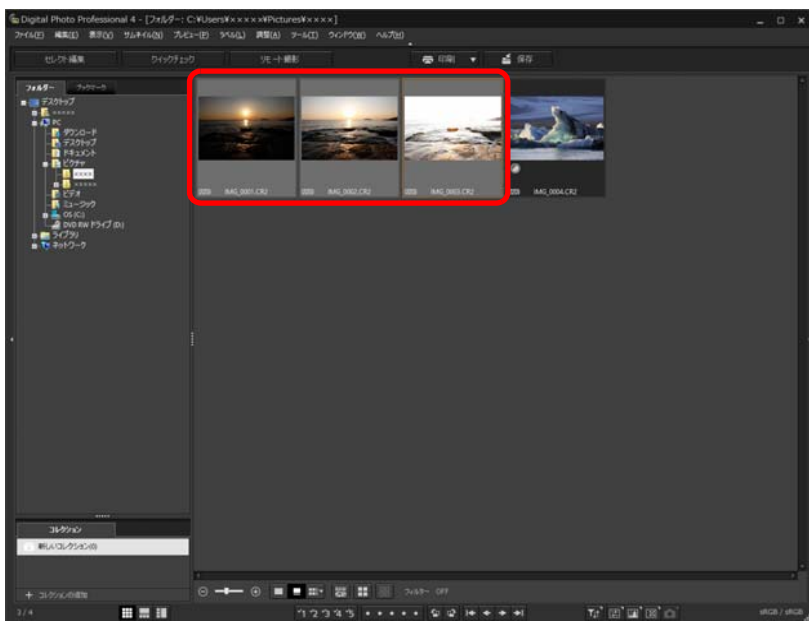 Digital Photo Professional 4 - [フォルダー: C:¥Users¥×××××¥Pictures¥××××]
ファイル(F) 編集(E) 表示(V) サムネイル(N) プレビュー(P) ラベル(L) 調整(A) ツール(T) ウィンドウ(W) ヘルプ(H)
セレクト編集 クイックチェック リモート撮影 印刷 保存
フォルダー ブックマーク
デスクトップ
×××××
PC
ダウンロード
デスクトップ
ドキュメント
ピクチャ
××××
×××××
ビデオ
ミュージック
OS (C:)
DVD RW ドライブ (D:)
ライブラリ
ネットワーク
IMG_0001.CR2 IMG_0002.CR2 IMG_0003.CR2 IMG_0004.CR2
コレクション
新しいコレクション(0)
+ コレクションの追加
フィルター OFF
3 / 4
1 2 3 4 5
sRGB / sRGB